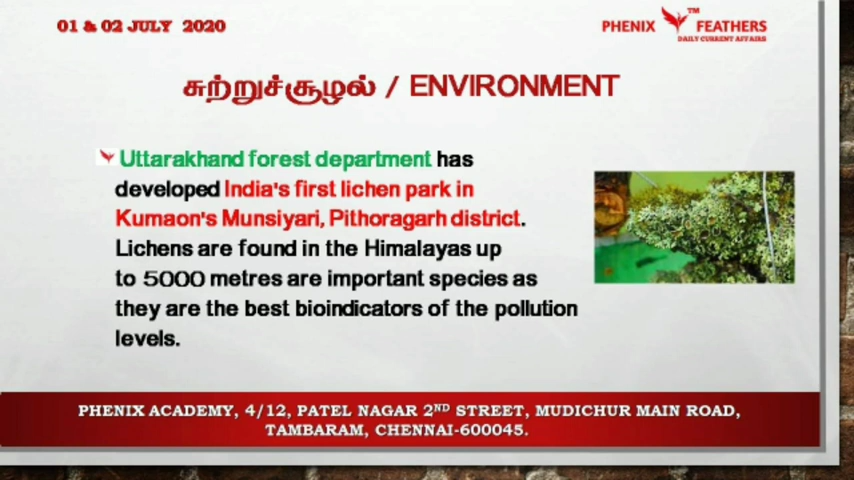 01 & 02 JULY 2020
PHENIX FEATHERS
TM
DAILY CURRENT AFFAIRS
சுற்றுச்சூழல் / ENVIRONMENT
Uttarakhand forest department has
developed India's first lichen park in
Kumaon's Munsiyari, Pithoragarh district.
Lichens are found in the Himalayas up
to 5000 metres are important species as
they are the best bioindicators of the pollution
levels.
PHENIX ACADEMY, 4/12, PATEL NAGAR 2ND STREET, MUDICHUR MAIN ROAD,
TAMBARAM, CHENNAI-600045.